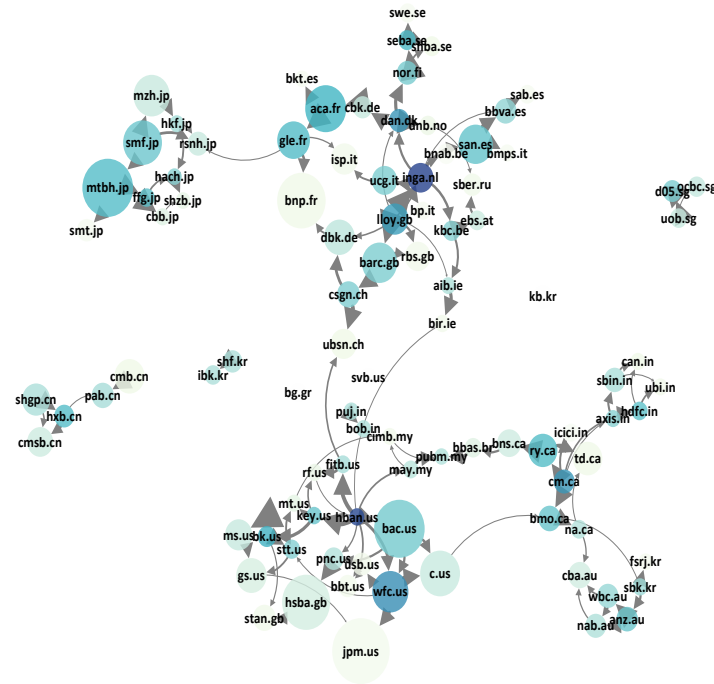 swe.se
seba.se
shba.se
nor.fi
bkt.es
mzh.jp
aca.fr
cbk.de
sab.es
bbva.es
hkf.jp
dan.dk
dnb.no
smf.jp
rsnh.jp
gle.fr
san.es
bnab.be
bmps.it
isp.it
hach.jp
inga.nl
ucg.it
sber.ru
mtbh.jp
ffg.jp
shzb.jp
d05.sg
ocbc.sg
bnp.fr
bp.it
cbb.jp
lloy.gb
ebs.at
uob.sg
smt.jp
dbk.de
kbc.be
rbs.gb
barc.gb
aib.ie
csgn.ch
kb.kr
bir.ie
ubsn.ch
shf.kr
can.in
cmb.cn
ibk.kr
svb.us
sbin.in
ubi.in
bg.gr
shgp.cn
pab.cn
hxb.cn
puj.in
hdfc.in
axis.in
bob.in
icici.in
cmsb.cn
cimb.my
bbas.br
bns.ca
ry.ca
pubm.my
td.ca
fitb.us
rf.us
may.my
cm.ca
mt.us
key.us
hban.us
bmo.ca
bac.us
na.ca
ms.us
bk.us
stt.us
pnc.us
usb.us
fsrj.kr
gs.us
c.us
cba.au
bbt.us
sbk.kr
wfc.us
wbc.au
hsba.gb
stan.gb
anz.au
nab.au
jpm.us